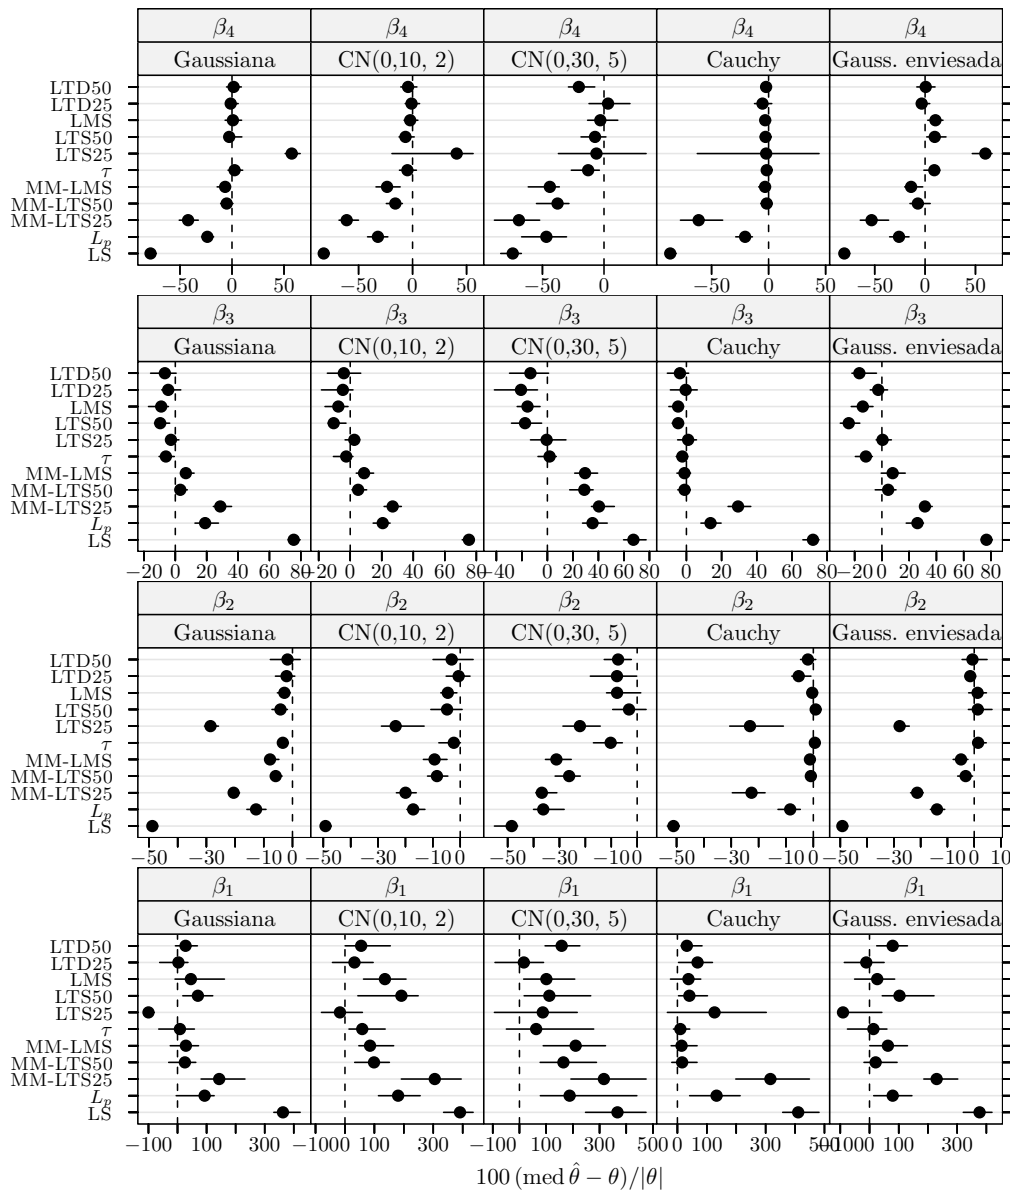 β4 β4 β4 β4 β4
Gaussiana CN(0,10, 2) CN(0,30, 5) Cauchy Gauss. enviesada
LTD50
LTD25
LMS
LTS50
LTS25
τ
MM-LMS
MM-LTS50
MM-LTS25
Lp
LS
−50 0 50 −50 0 50 −50 0 −50 0 50 −50 0 50
β3 β3 β3 β3 β3
Gaussiana CN(0,10, 2) CN(0,30, 5) Cauchy Gauss. enviesada
LTD50
LTD25
LMS
LTS50
LTS25
τ
MM-LMS
MM-LTS50
MM-LTS25
Lp
LS
−20 0 20 40 60 80 −20 0 20 40 60 80 −40 0 20 40 60 80 0 20 40 60 80 −20 0 20 40 60 80
β2 β2 β2 β2 β2
Gaussiana CN(0,10, 2) CN(0,30, 5) Cauchy Gauss. enviesada
LTD50
LTD25
LMS
LTS50
LTS25
τ
MM-LMS
MM-LTS50
MM-LTS25
Lp
LS
−50 −30 −10 0 −50 −30 −10 0 −50 −30 −10 0 −50 −30 −10 0 −50 −30 −10 0 10
β1 β1 β1 β1 β1
Gaussiana CN(0,10, 2) CN(0,30, 5) Cauchy Gauss. enviesada
LTD50
LTD25
LMS
LTS50
LTS25
τ
MM-LMS
MM-LTS50
MM-LTS25
Lp
LS
−100 100 300 −100 0 100 300 −100 100 300 500 0 100 300 500 −100 0 100 300
100 (med θ̂ − θ)/|θ|